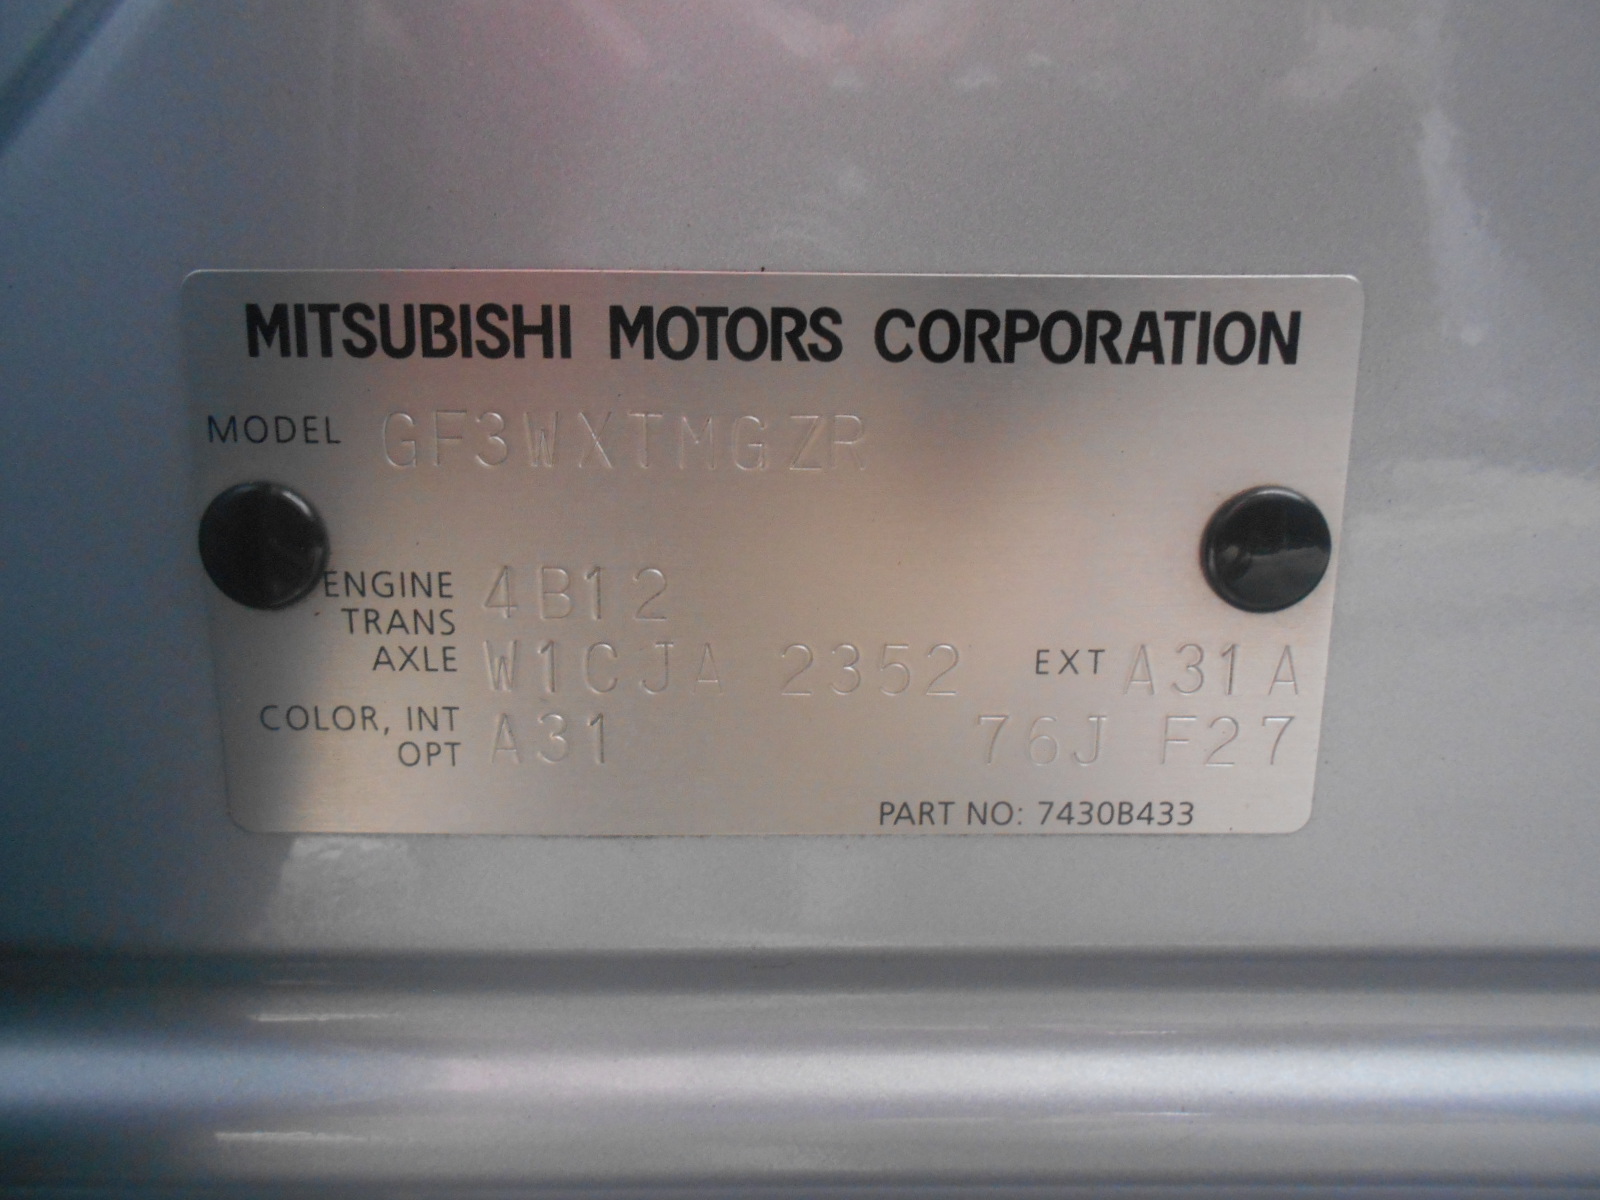 MITSUBISHI MOTORS CORPORATION
MODEL GF3WXTMGZR
ENGINE 4B12
TRANS
AXLE W1CJA 2352 EXT A31A
COLOR, INT A31 76J F27
OPT
PART NO: 7430B433